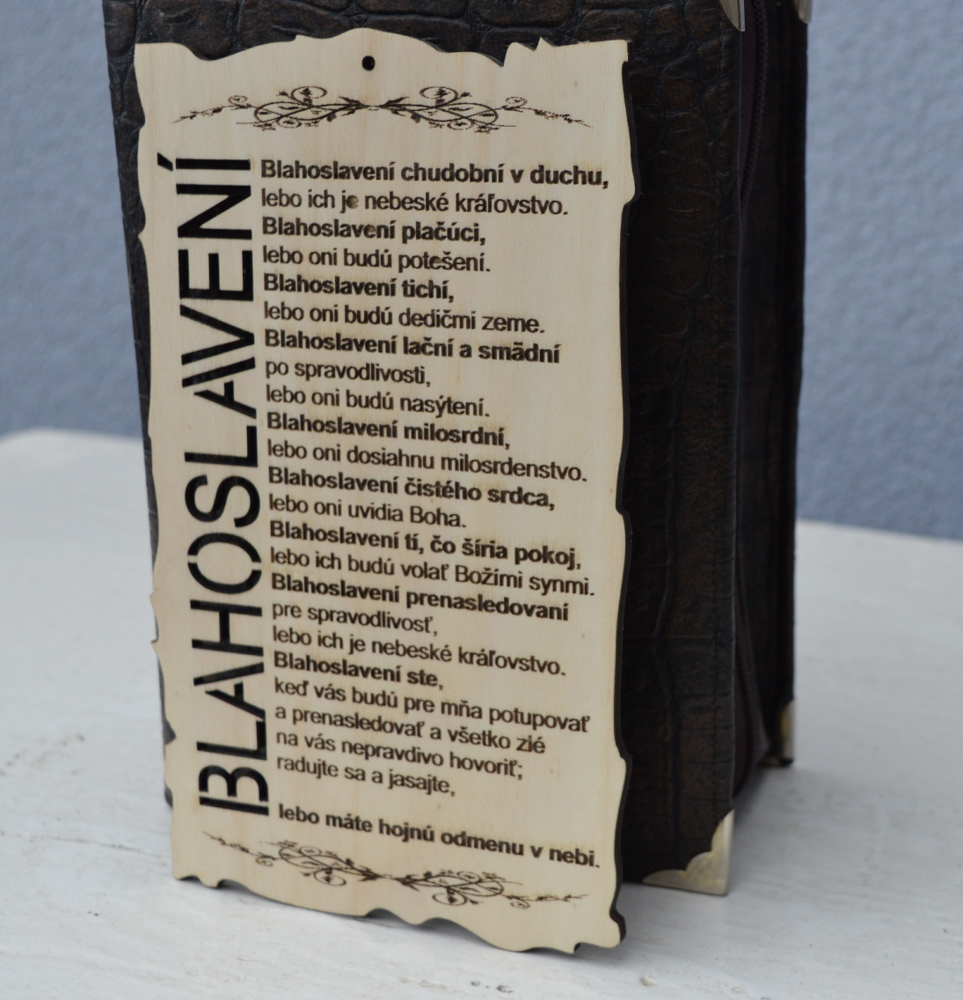 BLAHOSLAVENÍ
Blahoslavení chudobní v duchu,
lebo ich je nebeské kráľovstvo.
Blahoslavení plačúci,
lebo oni budú potešení.
Blahoslavení tichí,
lebo oni budú dedičmi zeme.
Blahoslavení lační a smädní
po spravodlivosti,
lebo oni budú nasýtení.
Blahoslavení milosrdní,
lebo oni dosiahnu milosrdenstvo.
Blahoslavení čistého srdca,
lebo oni uvidia Boha.
Blahoslavení tí, čo šíria pokoj,
lebo ich budú volať Božími synmi.
Blahoslavení prenasledovaní
pre spravodlivosť,
lebo ich je nebeské kráľovstvo.
Blahoslavení ste,
keď vás budú pre mňa potupovať
a prenasledovať a všetko zlé
na vás nepravdivo hovoriť;
radujte sa a jasajte,
lebo máte hojnú odmenu v nebi.